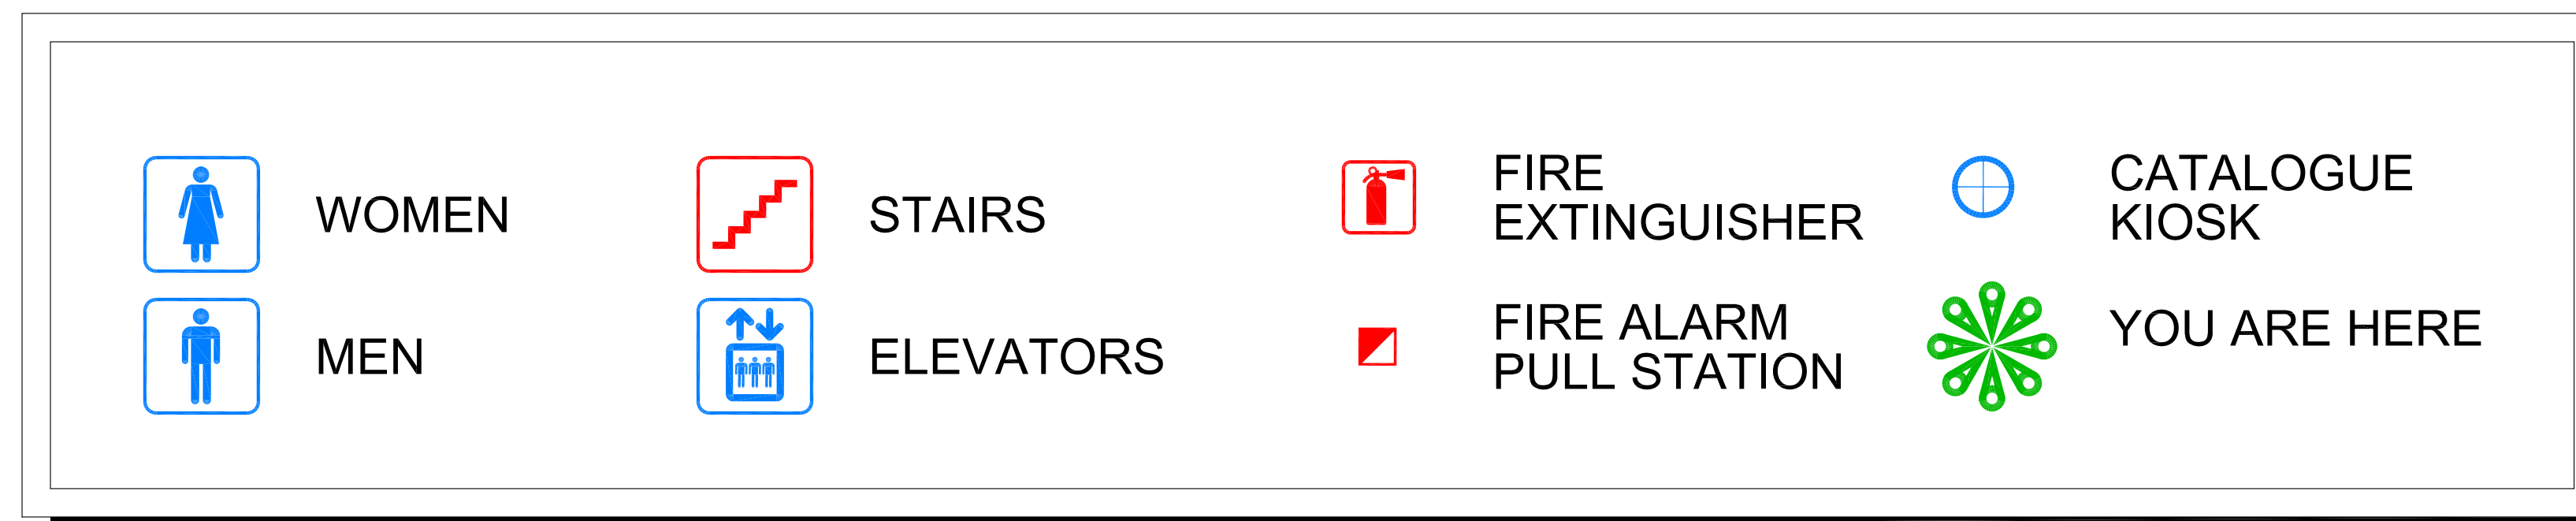 WOMEN
MEN
STAIRS
ELEVATORS
FIRE
EXTINGUISHER
FIRE ALARM
PULL STATION
CATALOGUE
KIOSK
YOU ARE HERE